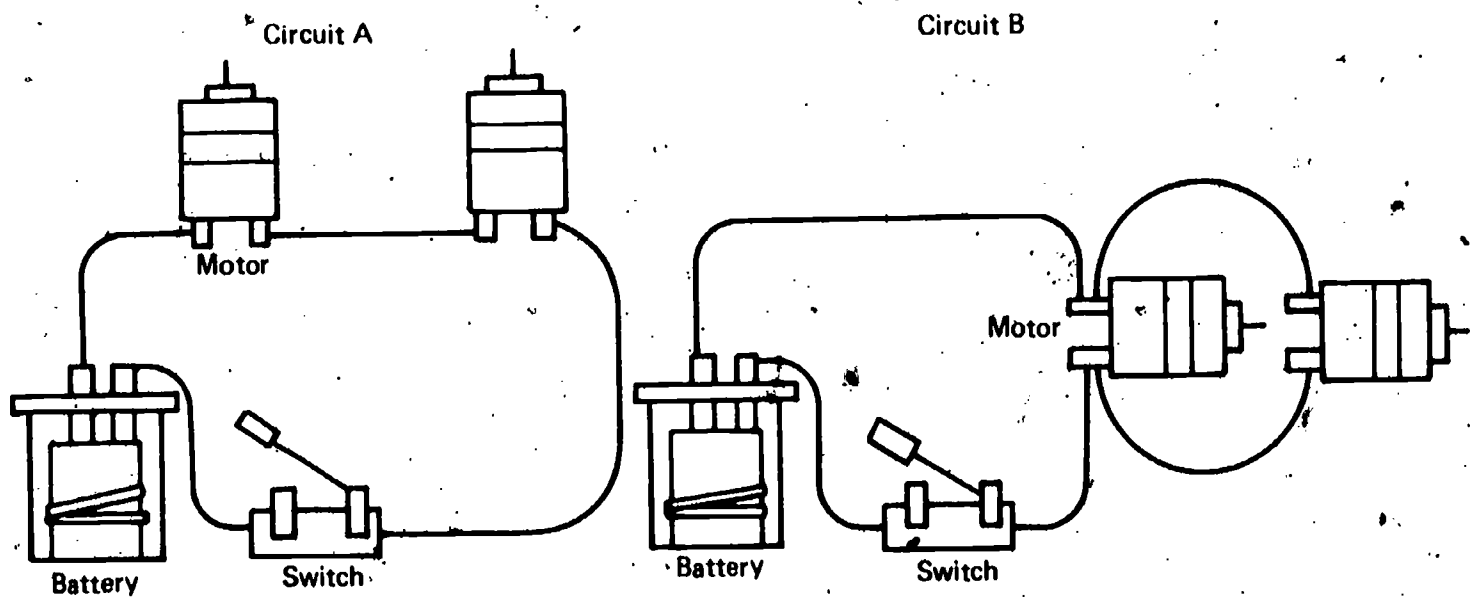 Circuit A
Circuit B
Motor
Motor
Battery
Switch
Battery
Switch